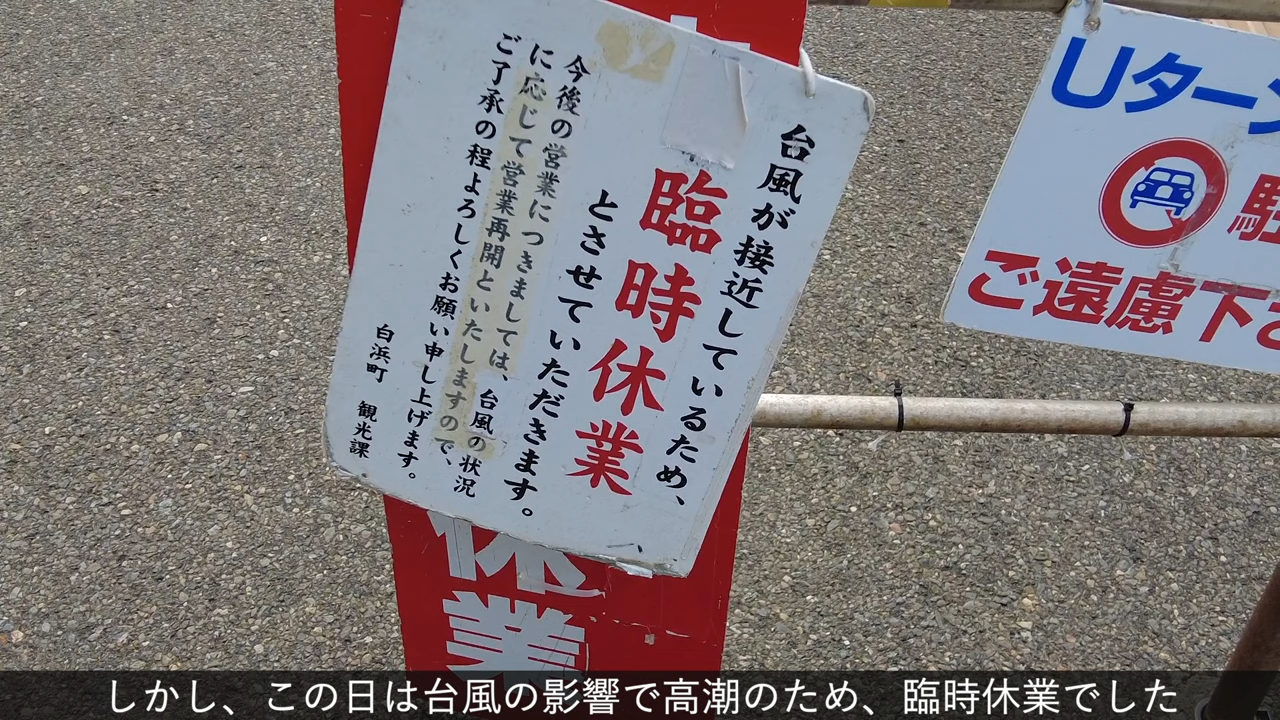 台風が接近しているため、
臨時休業
とさせていただきます。
今後の営業につきましては、台風の状況
に応じて営業再開といたしますので、
ご了承の程よろしくお願い申し上げます。
白浜町 観光課
休業
Uターン
駐
ご遠慮下さ
しかし、この日は台風の影響で高潮のため、臨時休業でした